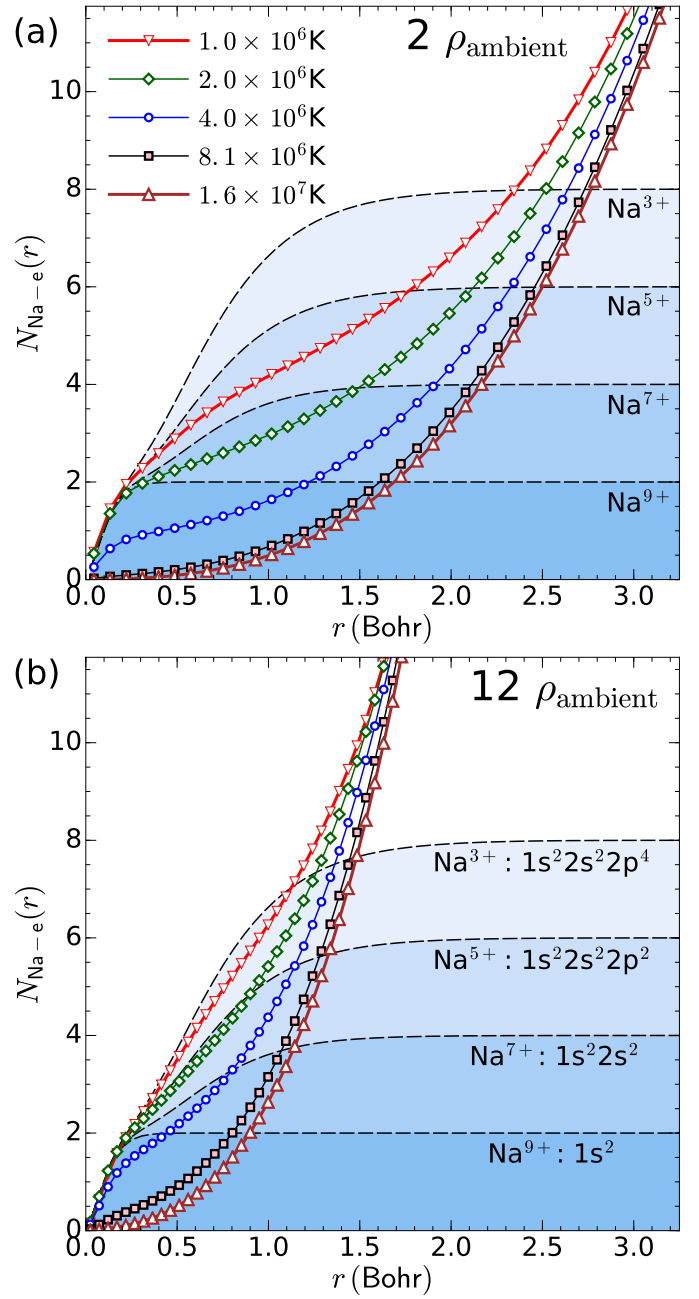 (a)
2 ρambient
1.0 × 10⁶K
2.0 × 10⁶K
4.0 × 10⁶K
8.1 × 10⁶K
1.6 × 10⁷K
10
8
6
4
2
0
N Na−e(r)
Na³⁺
Na⁵⁺
Na⁷⁺
Na⁹⁺
0.0 0.5 1.0 1.5 2.0 2.5 3.0
r (Bohr)
(b)
12 ρambient
10
8
6
4
2
0
N Na−e(r)
Na³⁺ : 1s²2s²2p⁴
Na⁵⁺ : 1s²2s²2p²
Na⁷⁺ : 1s²2s²
Na⁹⁺ : 1s²
0.0 0.5 1.0 1.5 2.0 2.5 3.0
r (Bohr)